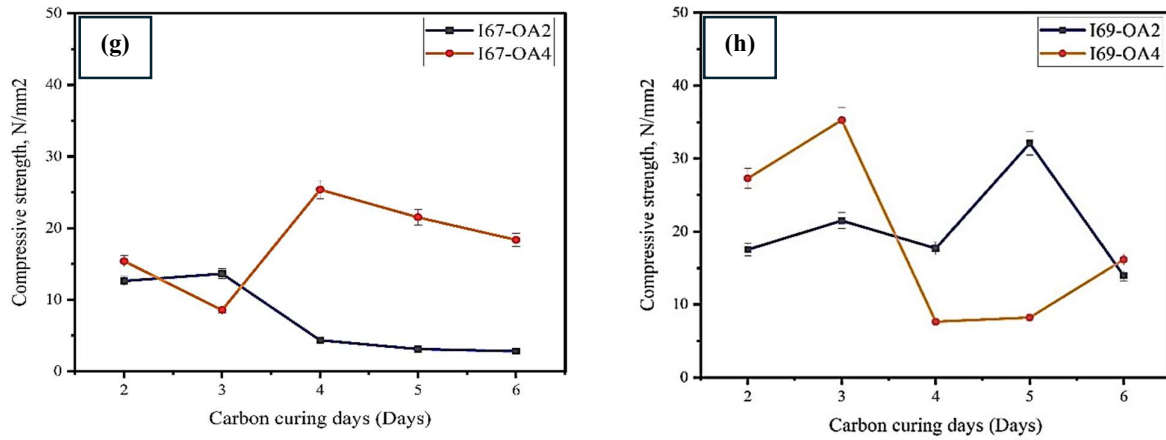 (g)
I67-OA2
I67-OA4
Compressive strength, N/mm2
50
40
30
20
10
0
2 3 4 5 6
Carbon curing days (Days)
(h)
I69-OA2
I69-OA4
Compressive strength, N/mm2
50
40
30
20
10
0
2 3 4 5 6
Carbon curing days (Days)